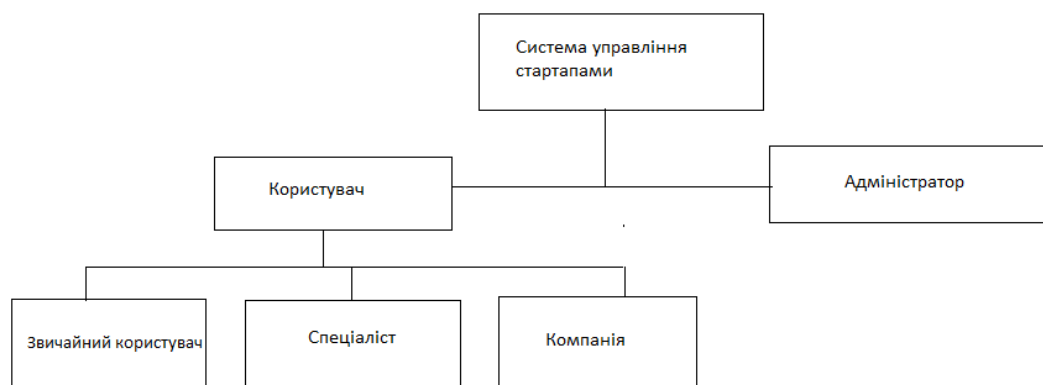 Система управління
стартапами
Користувач
Адміністратор
Звичайний користувач
Спеціаліст
Компанія